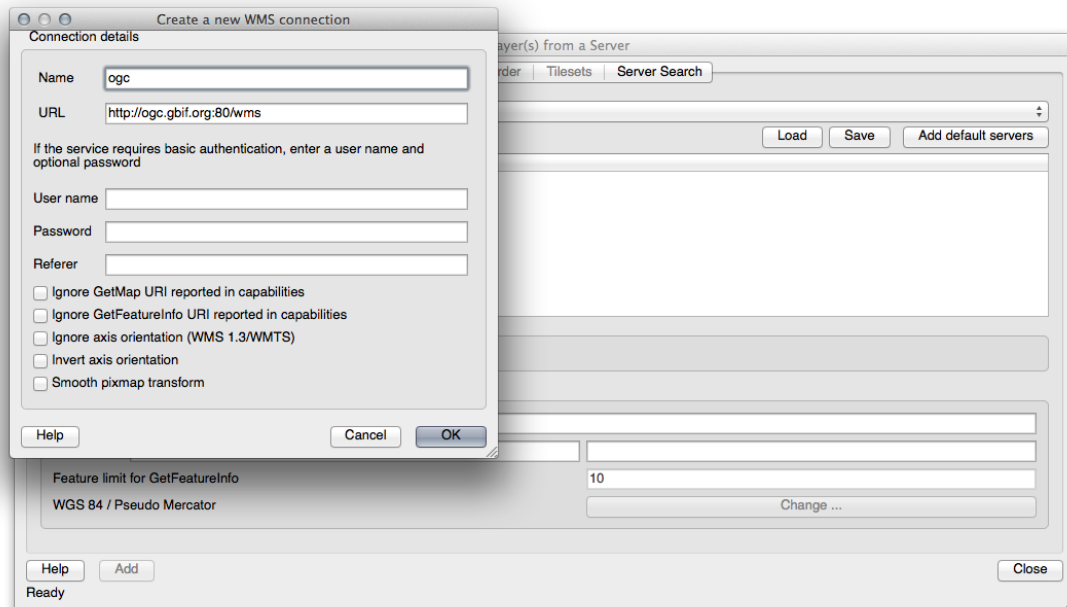 Create a new WMS connection
Connection details
Name ogc
URL http://ogc.gbif.org:80/wms
If the service requires basic authentication, enter a user name and
optional password
User name
Password
Referer
Ignore GetMap URI reported in capabilities
Ignore GetFeatureInfo URI reported in capabilities
Ignore axis orientation (WMS 1.3/WMTS)
Invert axis orientation
Smooth pixmap transform
Help Cancel OK
ayer(s) from a Server
rder Tilesets Server Search
Load Save Add default servers
Feature limit for GetFeatureInfo 10
WGS 84 / Pseudo Mercator Change ...
Help Add Close
Ready